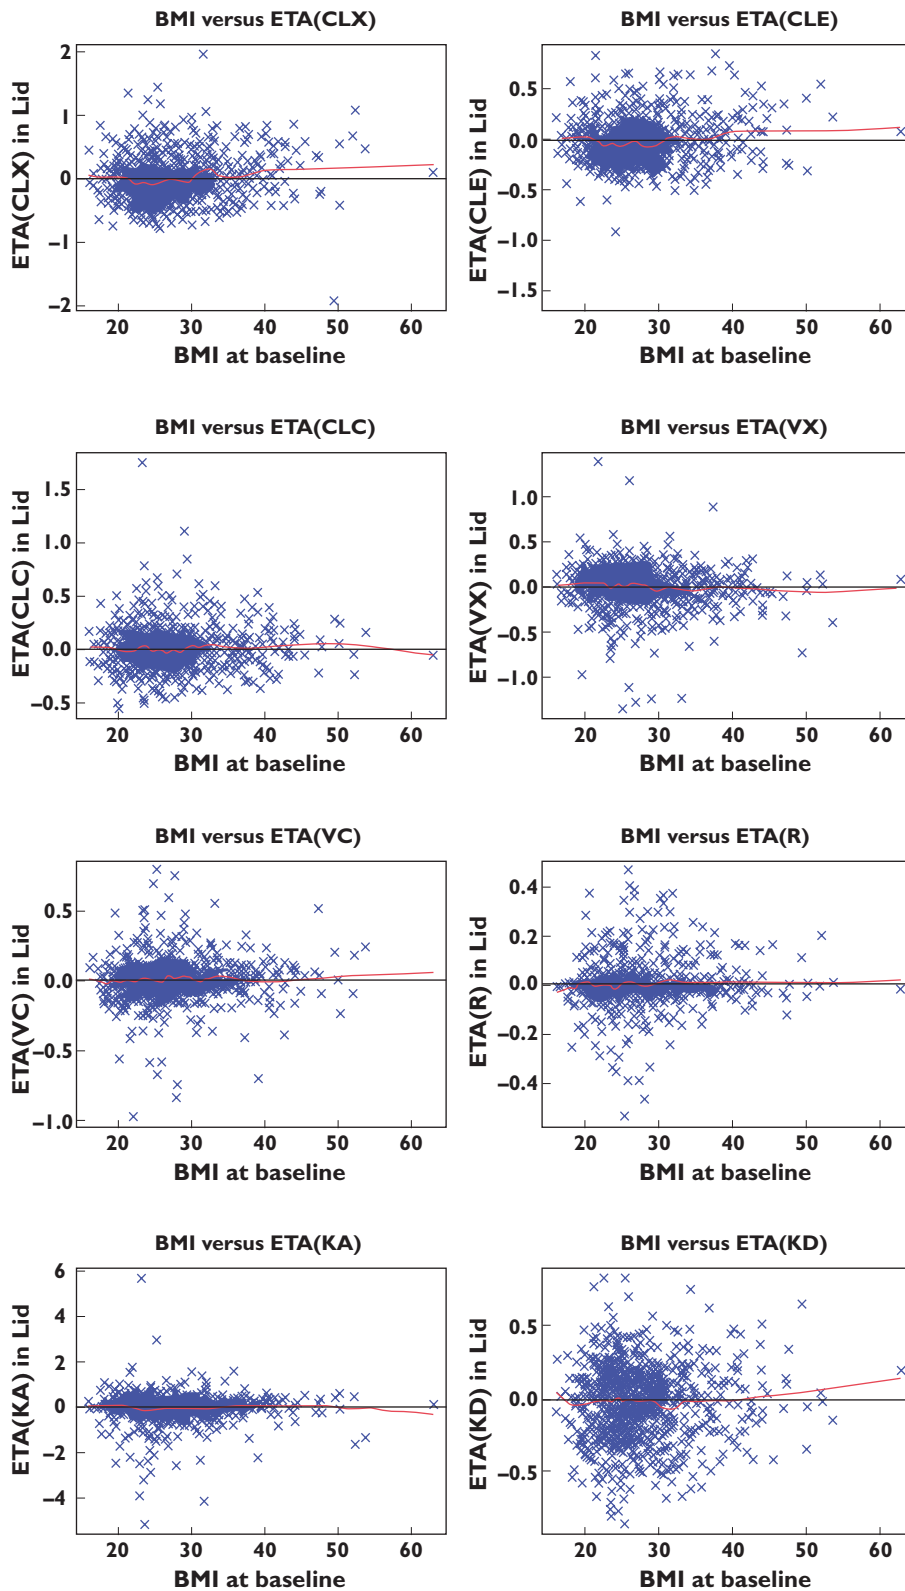 BMI versus ETA(CLX)
ETA(CLX) in Lid
2
1
0
−1
−2
20 30 40 50 60
BMI at baseline
BMI versus ETA(CLE)
ETA(CLE) in Lid
0.5
0.0
−0.5
−1.0
−1.5
20 30 40 50 60
BMI at baseline
BMI versus ETA(CLC)
ETA(CLC) in Lid
1.5
1.0
0.5
0.0
−0.5
20 30 40 50 60
BMI at baseline
BMI versus ETA(VX)
ETA(VX) in Lid
1.0
0.5
0.0
−0.5
−1.0
20 30 40 50 60
BMI at baseline
BMI versus ETA(VC)
ETA(VC) in Lid
0.5
0.0
−0.5
−1.0
20 30 40 50 60
BMI at baseline
BMI versus ETA(R)
ETA(R) in Lid
0.4
0.2
0.0
−0.2
−0.4
20 30 40 50 60
BMI at baseline
BMI versus ETA(KA)
ETA(KA) in Lid
6
4
2
0
−2
−4
20 30 40 50 60
BMI at baseline
BMI versus ETA(KD)
ETA(KD) in Lid
0.5
0.0
−0.5
20 30 40 50 60
BMI at baseline